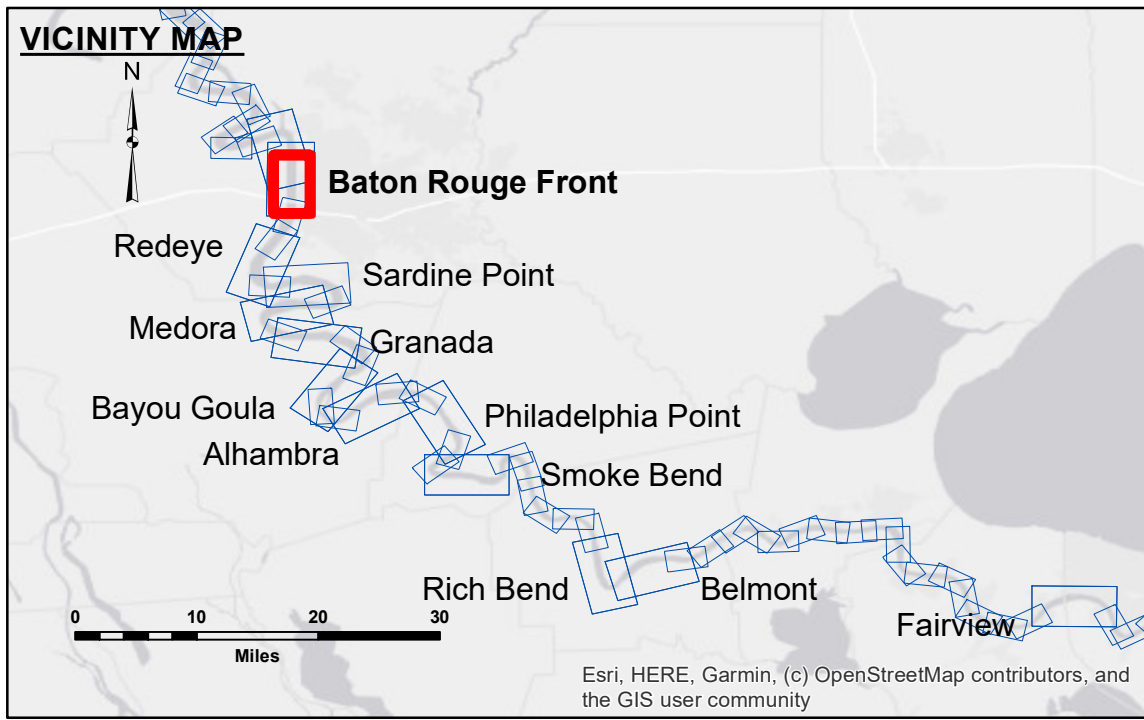 VICINITY MAP
N
Baton Rouge Front
Redeye
Sardine Point
Medora
Granada
Bayou Goula
Philadelphia Point
Alhambra
Smoke Bend
Rich Bend
Belmont
Fairview
0 10 20 30
Miles
Esri, HERE, Garmin, (c) OpenStreetMap contributors, and
the GIS user community